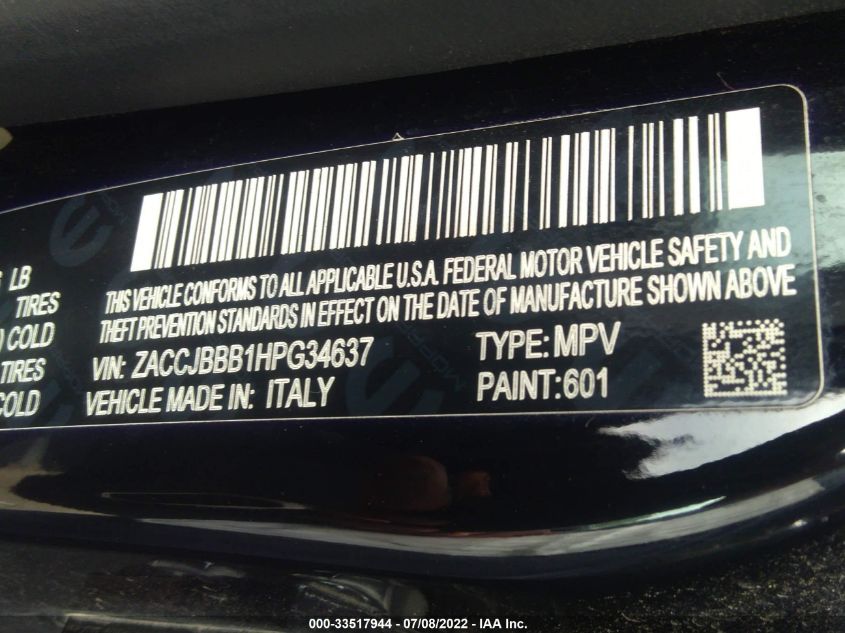 LB
TIRES
COLD
TIRES
COLD
THIS VEHICLE CONFORMS TO ALL APPLICABLE U.S.A. FEDERAL MOTOR VEHICLE SAFETY AND
THEFT PREVENTION STANDARDS IN EFFECT ON THE DATE OF MANUFACTURE SHOWN ABOVE
VIN: ZACCJBBB1HPG34637 TYPE: MPV
VEHICLE MADE IN: ITALY PAINT:601
MOPAR
000-33517944 - 07/08/2022 - IAA Inc.